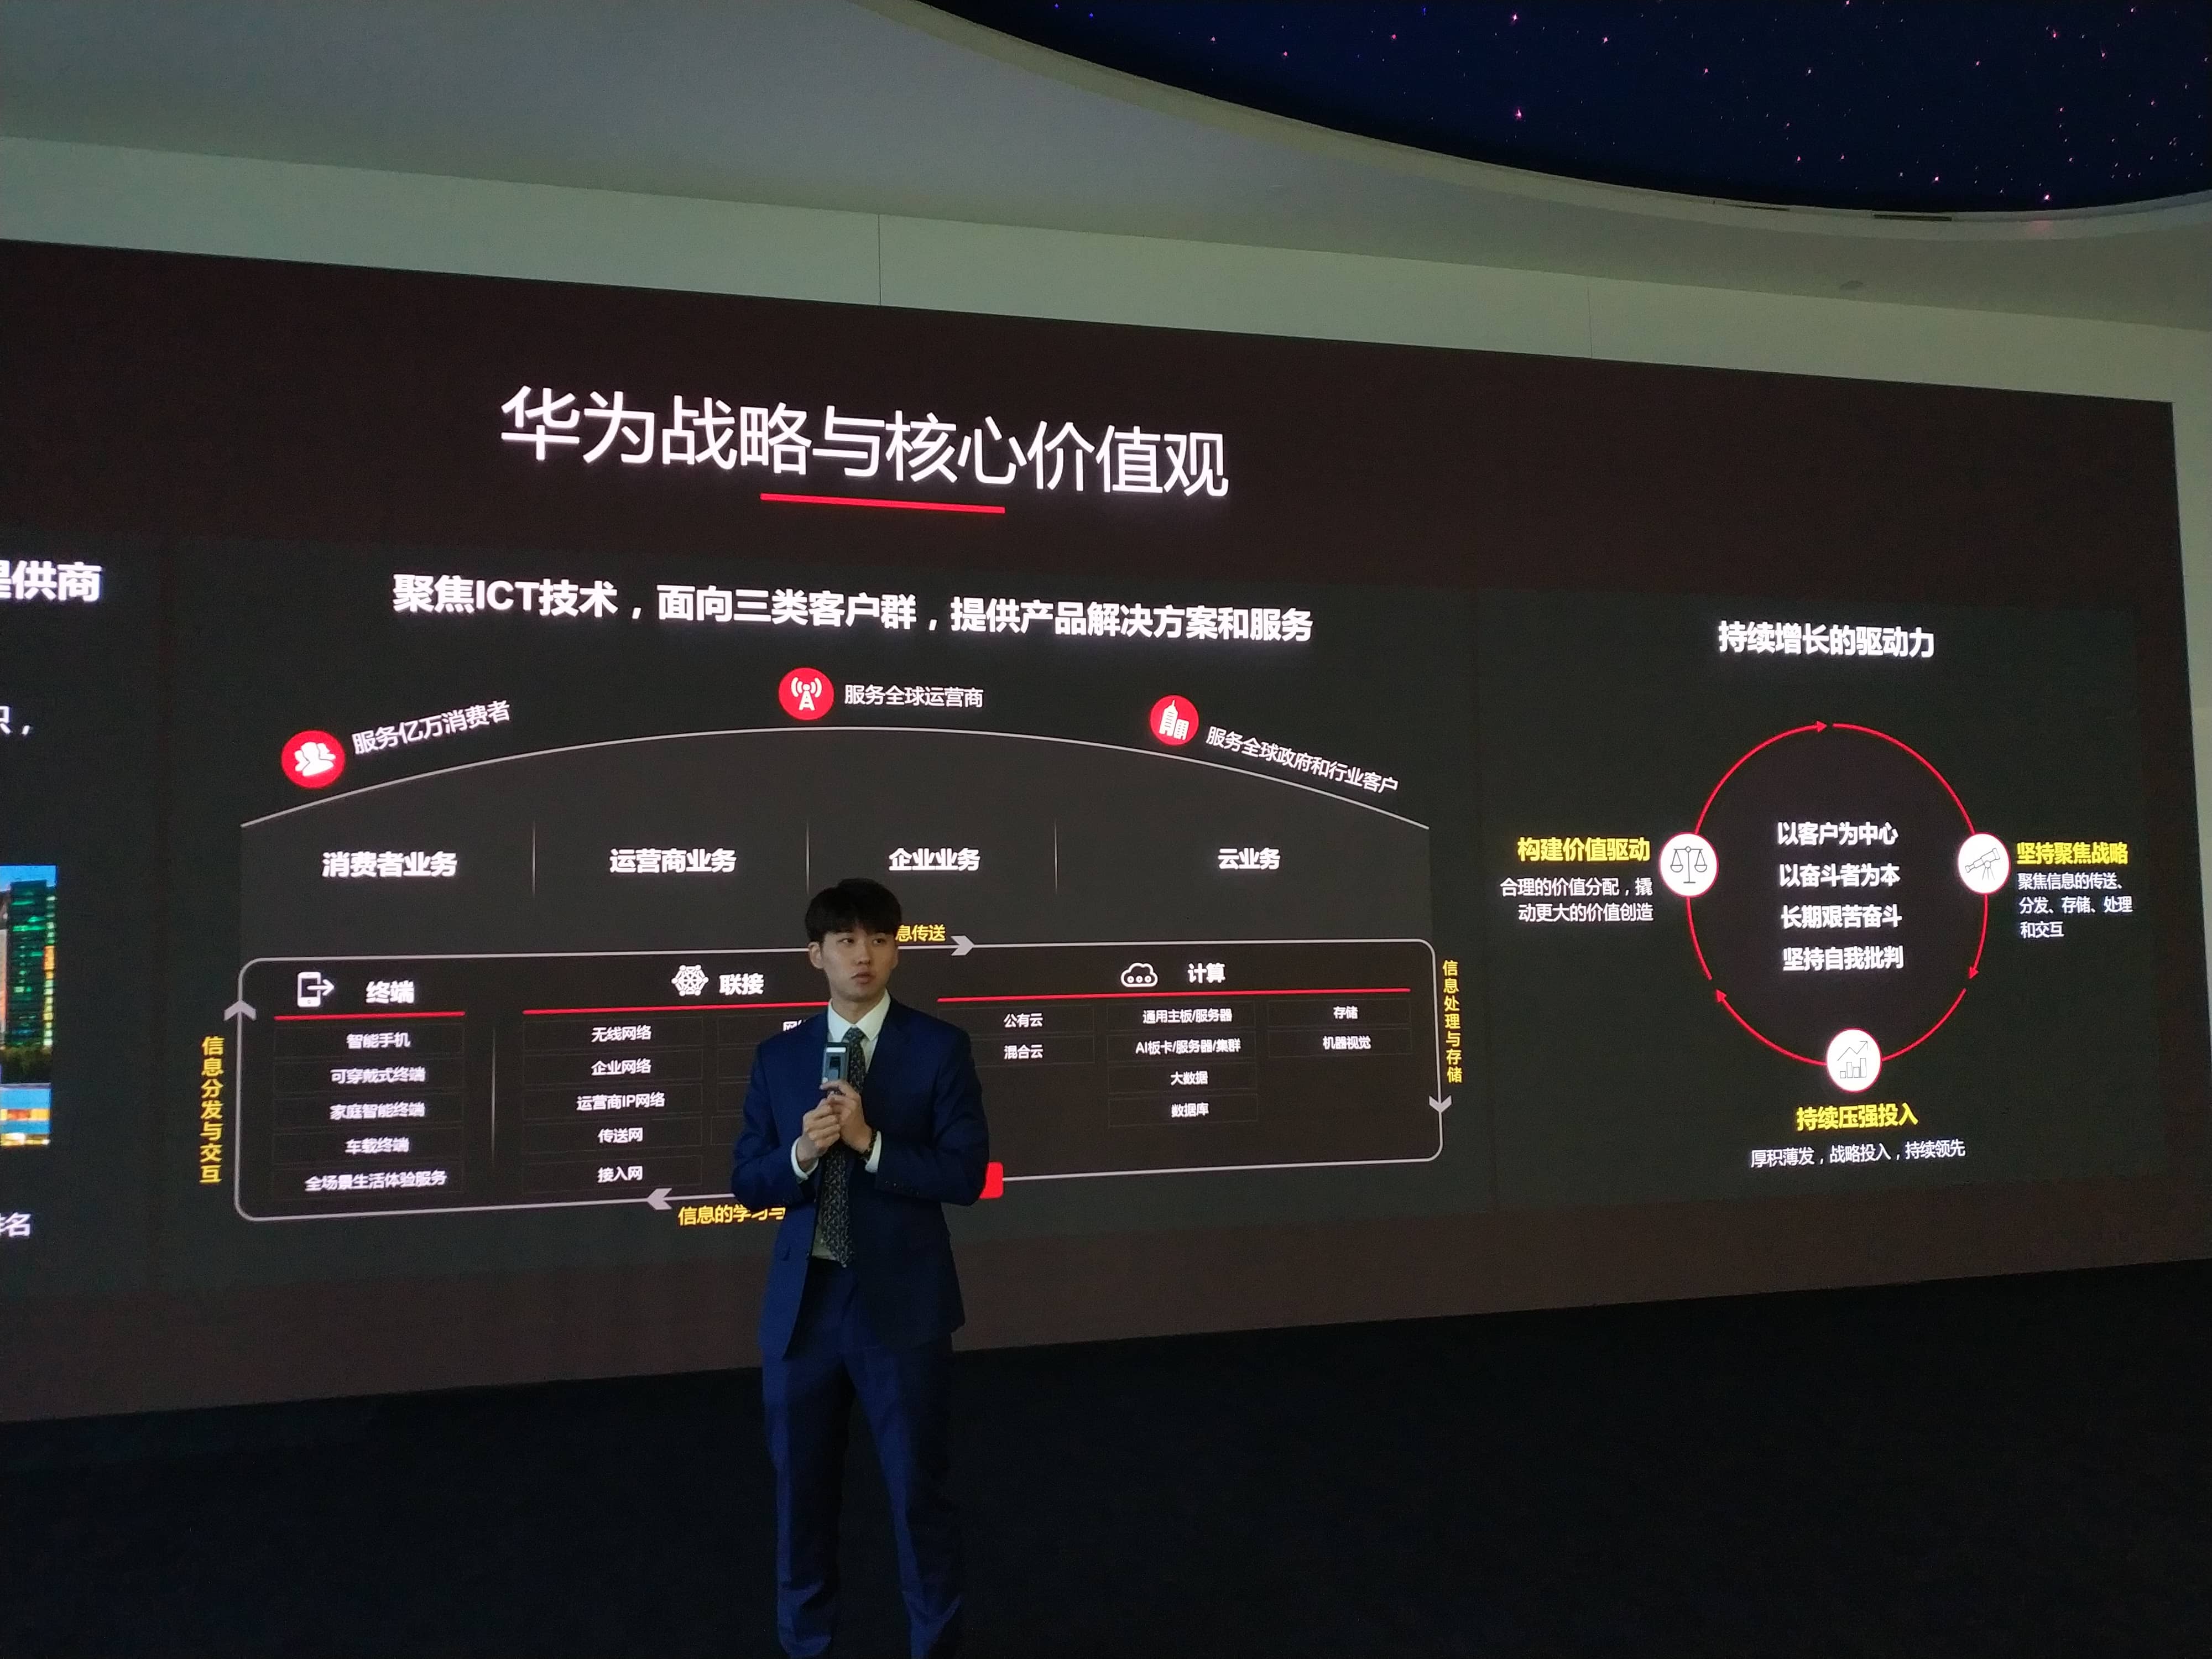 华为战略与核心价值观
供商
聚焦ICT技术，面向三类客户群，提供产品解决方案和服务
服务亿万消费者
服务全球运营商
服务全球政府和行业客户
消费者业务
运营商业务
企业业务
云业务
息传送
终端
智能手机
可穿戴式终端
家庭智能终端
车载终端
全场景生活体验服务
联接
无线网络
企业网络
运营商IP网络
传送网
接入网
计算
公有云
混合云
通用主板/服务器
AI板卡/服务器/集群
大数据
数据库
存储
机器视觉
信息分发与交互
信息处理与存储
信息的学习与
持续增长的驱动力
构建价值驱动
合理的价值分配，撬
动更大的价值创造
以客户为中心
以奋斗者为本
长期艰苦奋斗
坚持自我批判
坚持聚焦战略
聚焦信息的传送、
分发、存储、处理
和交互
持续压强投入
厚积薄发，战略投入，持续领先
名